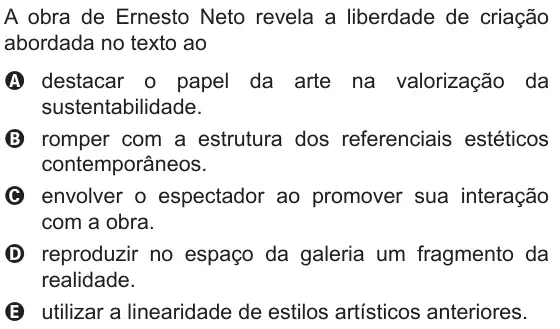 A obra de Ernesto Neto revela a liberdade de criação
abordada no texto ao
A destacar o papel da arte na valorização da
sustentabilidade.
B romper com a estrutura dos referenciais estéticos
contemporâneos.
C envolver o espectador ao promover sua interação
com a obra.
D reproduzir no espaço da galeria um fragmento da
realidade.
E utilizar a linearidade de estilos artísticos anteriores.